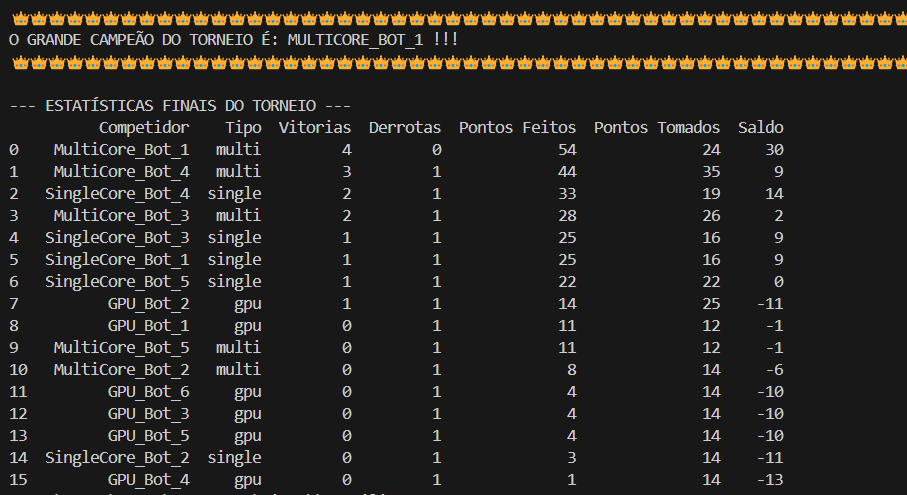 O GRANDE CAMPEÃO DO TORNEIO É: MULTICORE_BOT_1 !!!
--- ESTATÍSTICAS FINAIS DO TORNEIO ---
Competidor Tipo Vitorias Derrotas Pontos Feitos Pontos Tomados Saldo
0 MultiCore_Bot_1 multi 4 0 54 24 30
1 MultiCore_Bot_4 multi 3 1 44 35 9
2 SingleCore_Bot_4 single 2 1 33 19 14
3 MultiCore_Bot_3 multi 2 1 28 26 2
4 SingleCore_Bot_3 single 1 1 25 16 9
5 SingleCore_Bot_1 single 1 1 25 16 9
6 SingleCore_Bot_5 single 1 1 22 22 0
7 GPU_Bot_2 gpu 1 1 14 25 -11
8 GPU_Bot_1 gpu 0 1 11 12 -1
9 MultiCore_Bot_5 multi 0 1 11 12 -1
10 MultiCore_Bot_2 multi 0 1 8 14 -6
11 GPU_Bot_6 gpu 0 1 4 14 -10
12 GPU_Bot_3 gpu 0 1 4 14 -10
13 GPU_Bot_5 gpu 0 1 4 14 -10
14 SingleCore_Bot_2 single 0 1 3 14 -11
15 GPU_Bot_4 gpu 0 1 1 14 -13